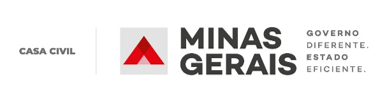 CASA CIVIL
MINAS
GERAIS
GOVERNO
DIFERENTE.
ESTADO
EFICIENTE.